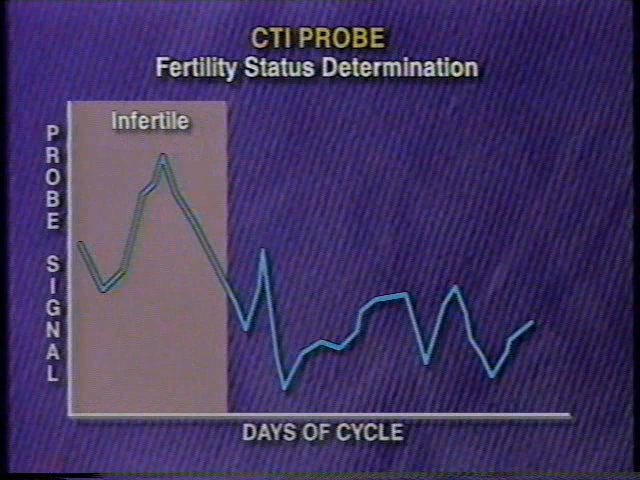 CTI PROBE
Fertility Status Determination
Infertile
PROBE SIGNAL
DAYS OF CYCLE